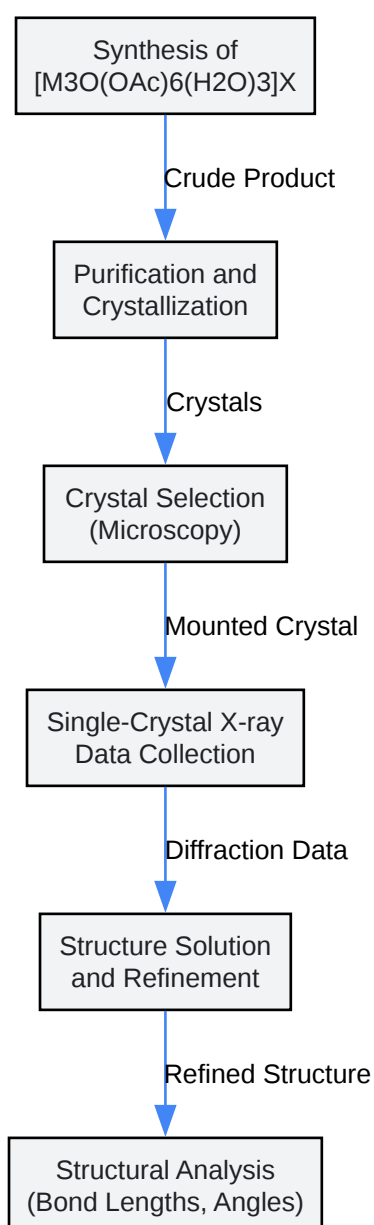 Synthesis of
[M3O(OAc)6(H2O)3]X
Crude Product
Purification and
Crystallization
Crystals
Crystal Selection
(Microscopy)
Mounted Crystal
Single-Crystal X-ray
Data Collection
Diffraction Data
Structure Solution
and Refinement
Refined Structure
Structural Analysis
(Bond Lengths, Angles)